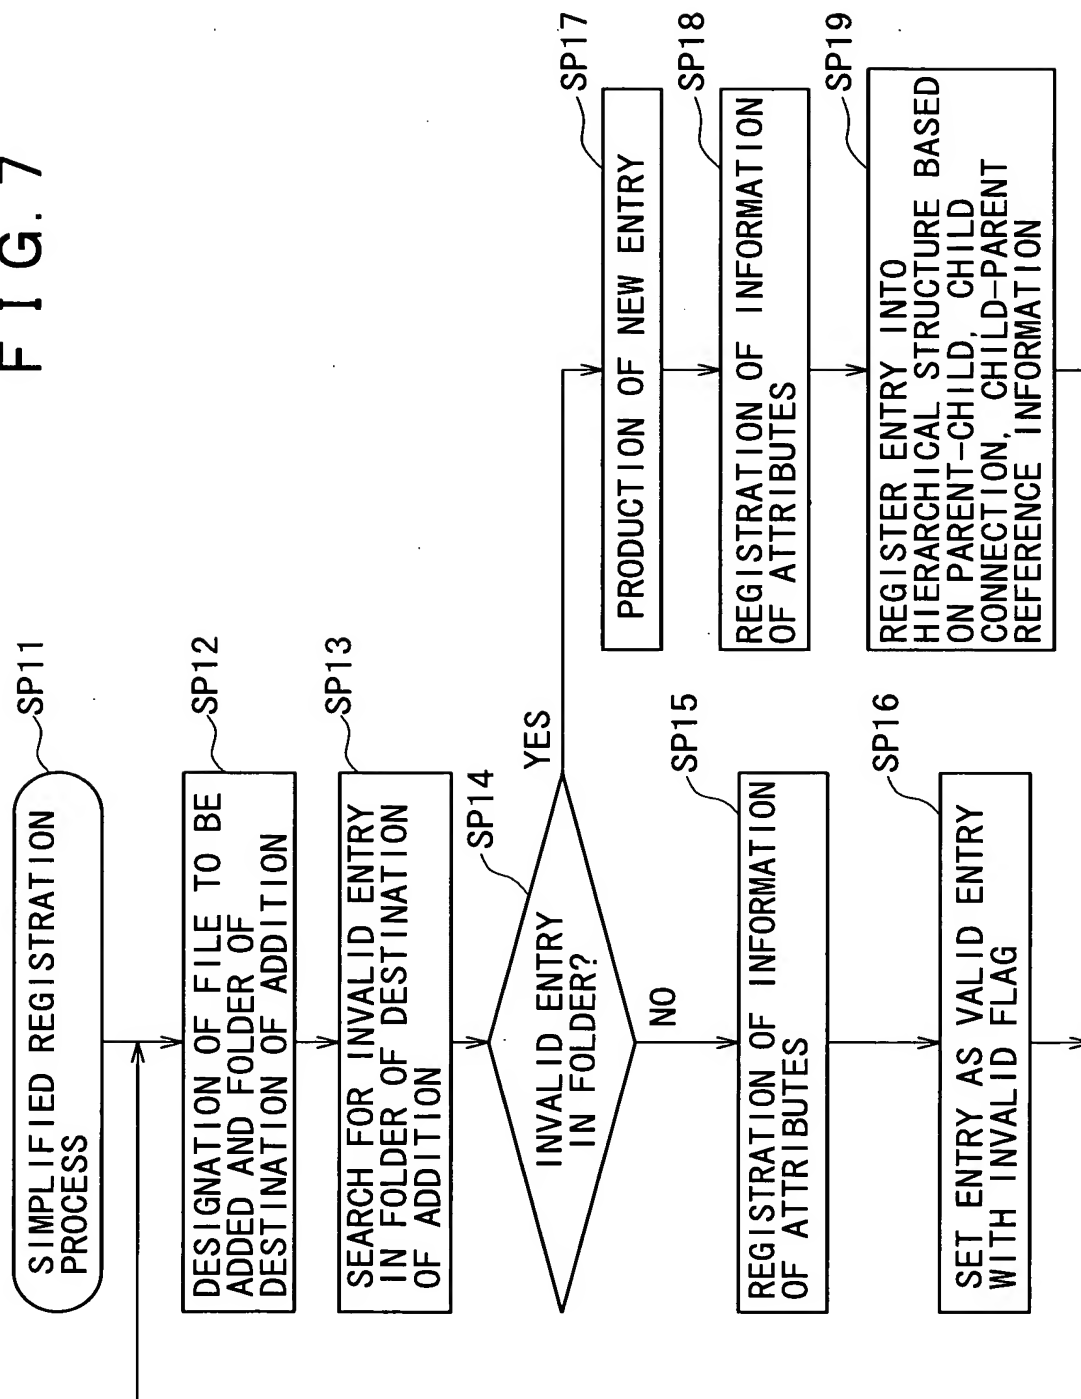 FIG. 7
SP11
SIMPLIFIED REGISTRATION
PROCESS
SP12
DESIGNATION OF FILE TO BE
ADDED AND FOLDER OF
DESTINATION OF ADDITION
SP13
SEARCH FOR INVALID ENTRY
IN FOLDER OF DESTINATION
OF ADDITION
SP14
INVALID ENTRY
IN FOLDER?
YES
NO
SP15
REGISTRATION OF INFORMATION
OF ATTRIBUTES
SP16
SET ENTRY AS VALID ENTRY
WITH INVALID FLAG
SP17
PRODUCTION OF NEW ENTRY
SP18
REGISTRATION OF INFORMATION
OF ATTRIBUTES
SP19
REGISTER ENTRY INTO
HIERARCHICAL STRUCTURE BASED
ON PARENT-CHILD, CHILD
CONNECTION, CHILD-PARENT
REFERENCE INFORMATION